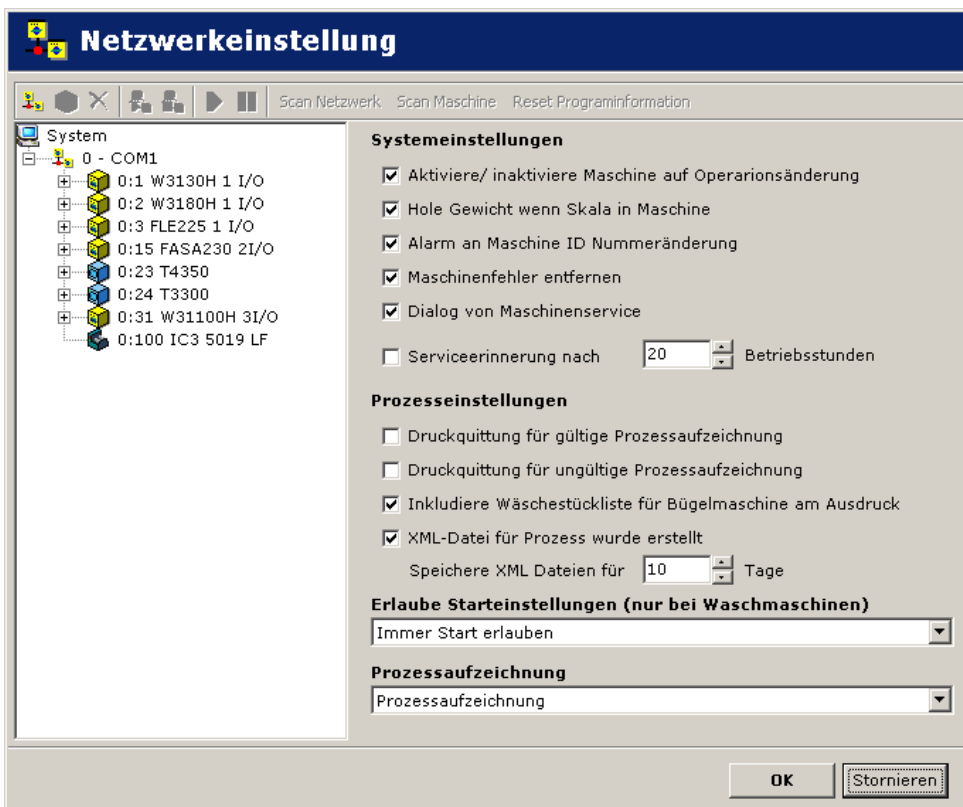 Netzwerkeinstellung
Scan Netzwerk Scan Maschine Reset Programinformation
System
0 - COM1
0:1 W3130H 1 I/O
0:2 W3180H 1 I/O
0:3 FLE225 1 I/O
0:15 FASA230 2I/O
0:23 T4350
0:24 T3300
0:31 W31100H 3I/O
0:100 IC3 5019 LF
Systemeinstellungen
Aktiviere/ inaktiviere Maschine auf Operarionsänderung
Hole Gewicht wenn Skala in Maschine
Alarm an Maschine ID Nummeränderung
Maschinenfehler entfernen
Dialog von Maschinenservice
Serviceerinnerung nach 20 Betriebsstunden
Prozesseinstellungen
Druckquittung für gültige Prozessaufzeichnung
Druckquittung für ungültige Prozessaufzeichnung
Inkludiere Wäschestückliste für Bügelmaschine am Ausdruck
XML-Datei für Prozess wurde erstellt
Speichere XML Dateien für 10 Tage
Erlaube Starteinstellungen (nur bei Waschmaschinen)
Immer Start erlauben
Prozessaufzeichnung
Prozessaufzeichnung
OK Stornieren